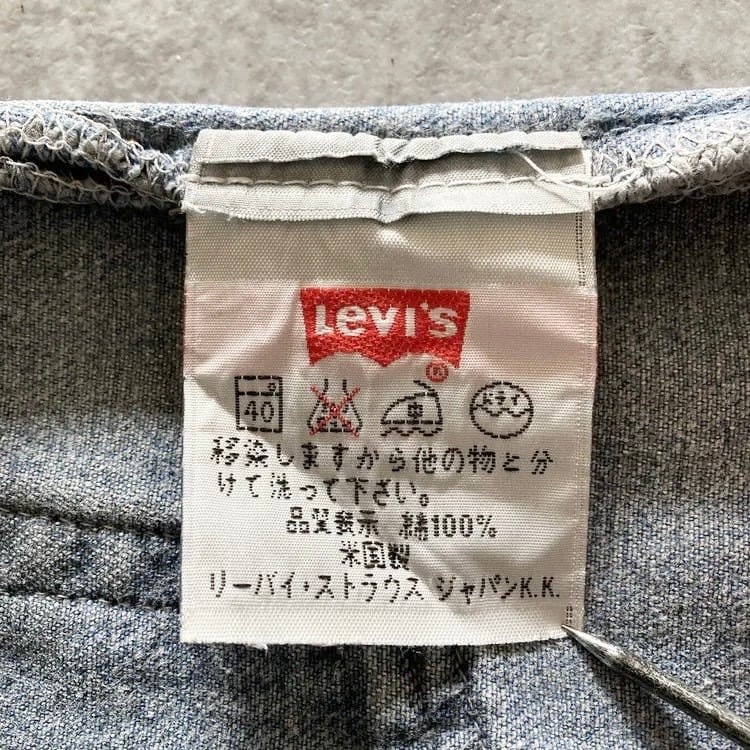 Levi's
®
40
移染しますから他の物と分
けて洗って下さい。
品質表示 綿100%
米国製
リーバイ・ストラウス ジャパンK.K.